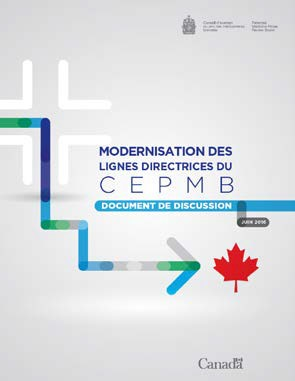 Conseil d'examen
du prix des médicaments
brevetés
Patented
Medicine Prices
Review Board
MODERNISATION DES
LIGNES DIRECTRICES DU
CEPMB
DOCUMENT DE DISCUSSION
JUIN 2016
Canada